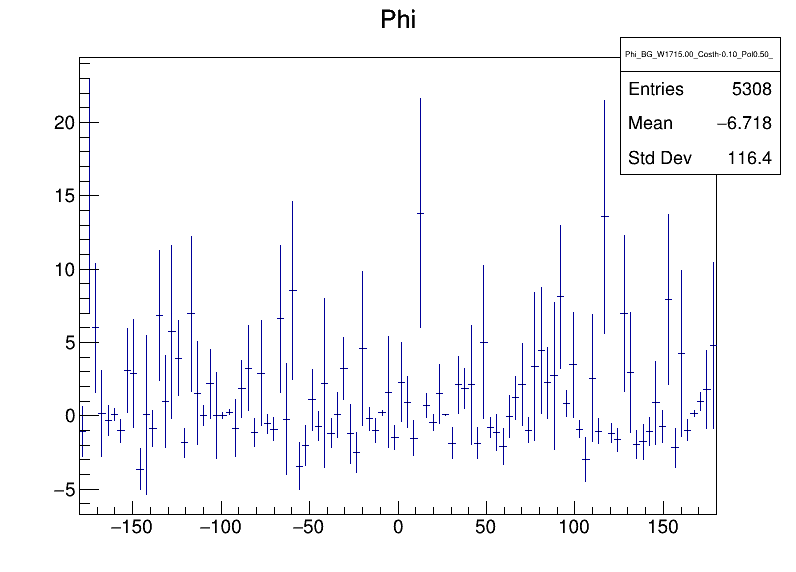 Phi
Phi_BG_W1715.00_Costh-0.10_Pol0.50_
Entries 5308
Mean −6.718
Std Dev 116.4
20
15
10
5
0
−5
−150 −100 −50 0 50 100 150